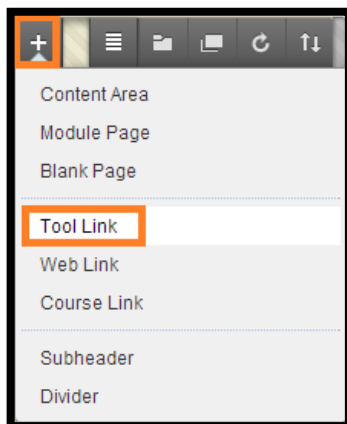 Content Area
Module Page
Blank Page
Tool Link
Web Link
Course Link
Subheader
Divider